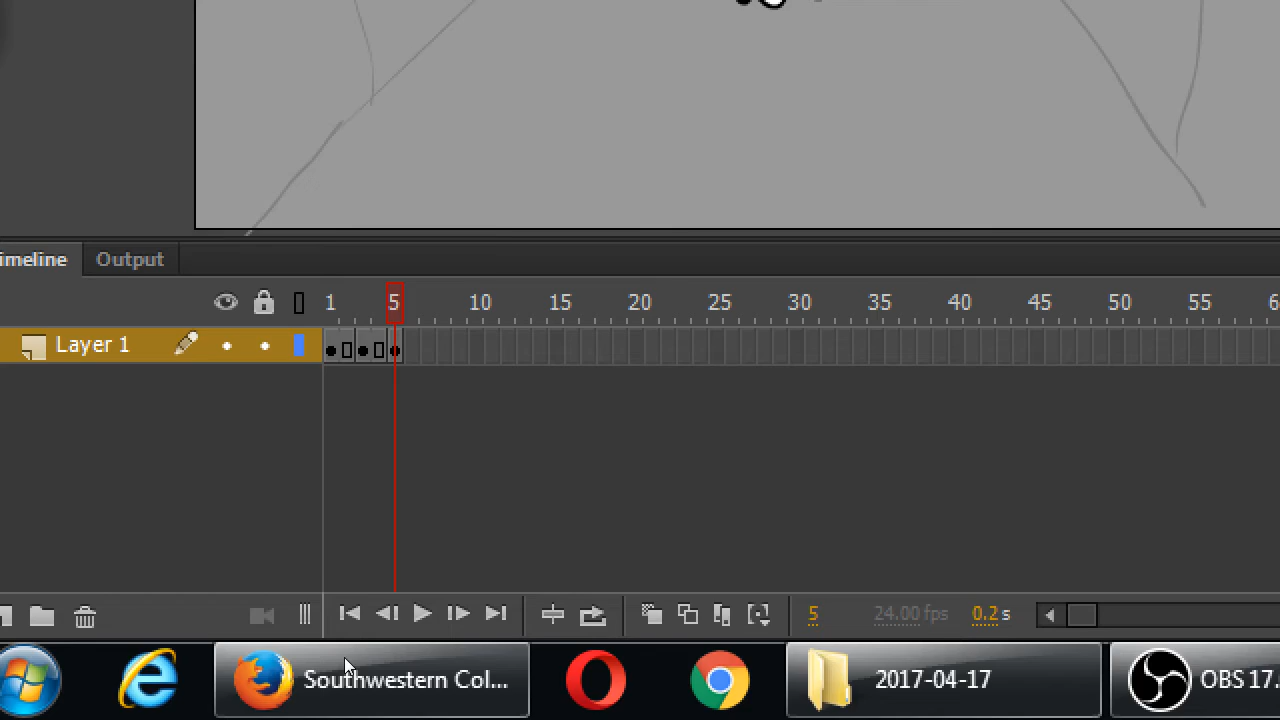 imeline Output
1 5 10 15 20 25 30 35 40 45 50 55 6
Layer 1
5 24.00 fps 0.2 s
Southwestern Col... 2017-04-17 OBS 17.